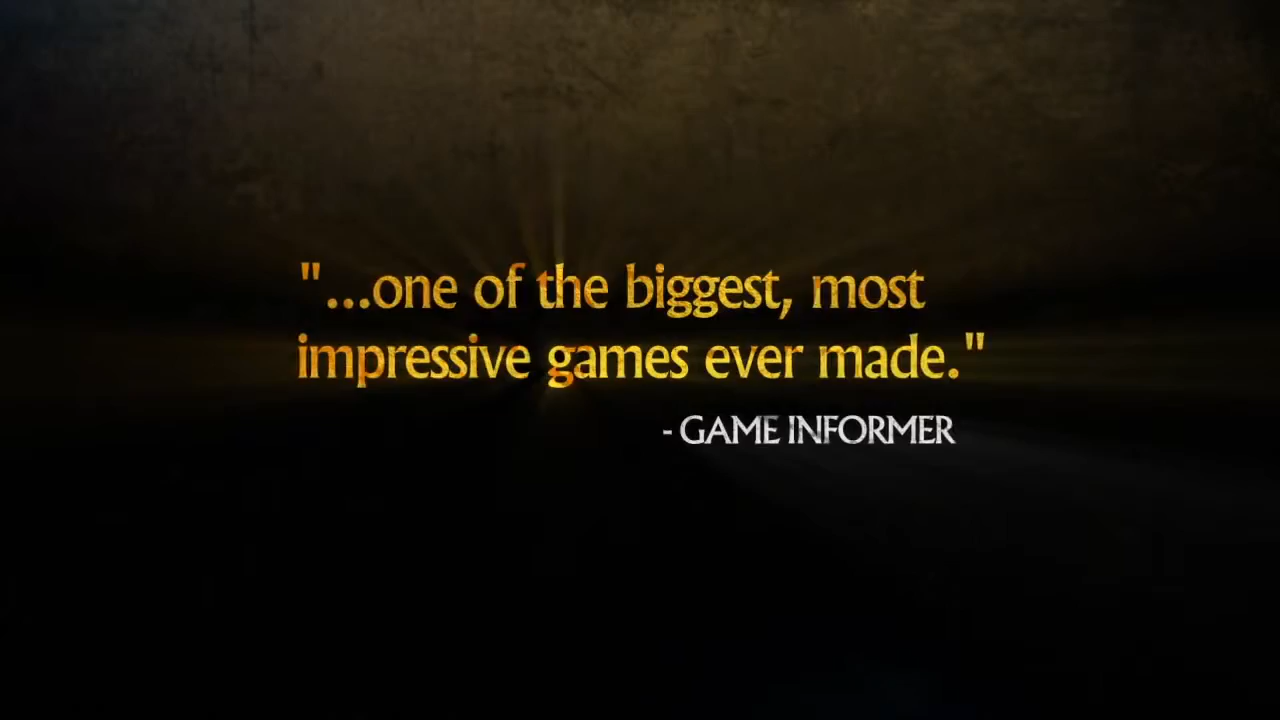 "...one of the biggest, most
impressive games ever made."
- GAME INFORMER